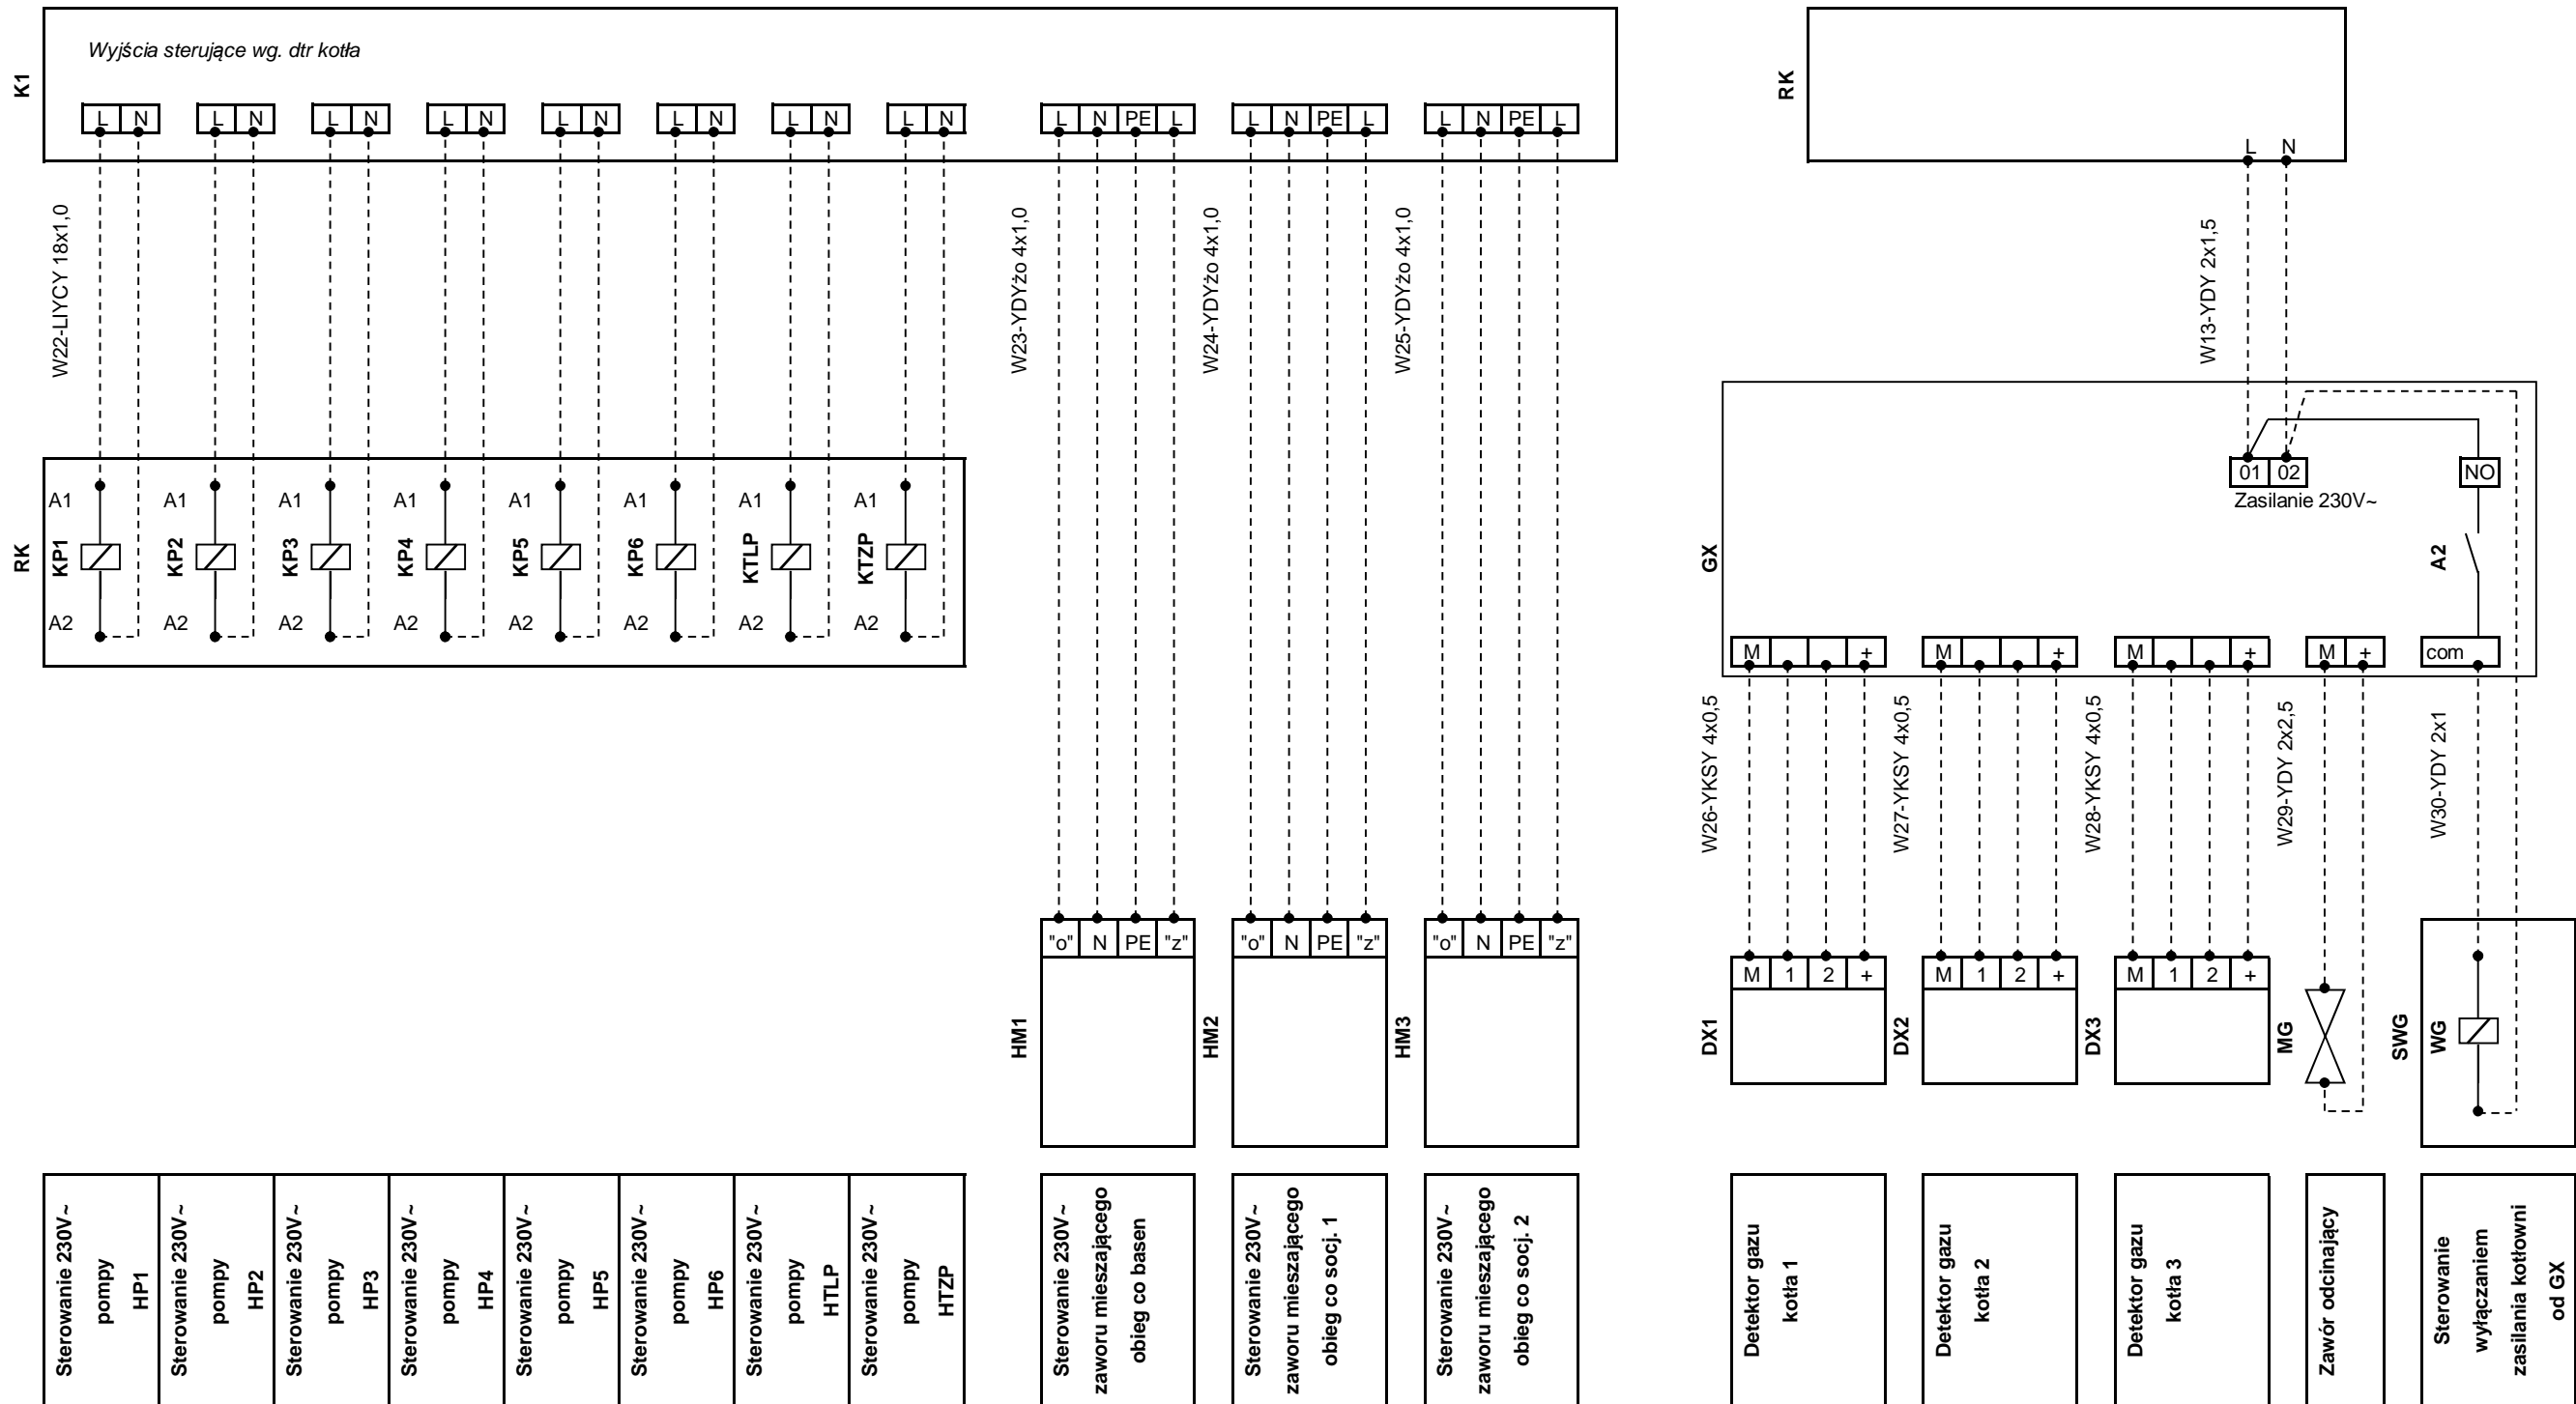 Wyjścia sterujące wg. dtr kotła
K1
L N L N L N L N L N L N L N L N L N PE L L N PE L L N PE L
RK
L N
W22-LIYCY 18x1,0
W23-YDYżo 4x1,0
W24-YDYżo 4x1,0
W25-YDYżo 4x1,0
W13-YDY 2x1,5
RK
A1 A1 A1 A1 A1 A1 A1 A1
KP1 KP2 KP3 KP4 KP5 KP6 KTLP KTZP
A2 A2 A2 A2 A2 A2 A2 A2
GX
01 02
Zasilanie 230V~
NO
A2
M + M + M + M + com
W26-YKSY 4x0,5
W27-YKSY 4x0,5
W28-YKSY 4x0,5
W29-YDY 2x2,5
W30-YDY 2x1
"o" N PE "z" "o" N PE "z" "o" N PE "z"
HM1
HM2
HM3
M 1 2 + M 1 2 + M 1 2 +
DX1
DX2
DX3
MG
SWG
WG
Sterowanie 230V~
pompy
HP1
Sterowanie 230V~
pompy
HP2
Sterowanie 230V~
pompy
HP3
Sterowanie 230V~
pompy
HP4
Sterowanie 230V~
pompy
HP5
Sterowanie 230V~
pompy
HP6
Sterowanie 230V~
pompy
HTLP
Sterowanie 230V~
pompy
HTZP
Sterowanie 230V~
zaworu mieszającego
obieg co basen
Sterowanie 230V~
zaworu mieszającego
obieg co socj. 1
Sterowanie 230V~
zaworu mieszającego
obieg co socj. 2
Detektor gazu
kotła 1
Detektor gazu
kotła 2
Detektor gazu
kotła 3
Zawór odcinający
Sterowanie
wyłączaniem
zasilania kotłowni
od GX